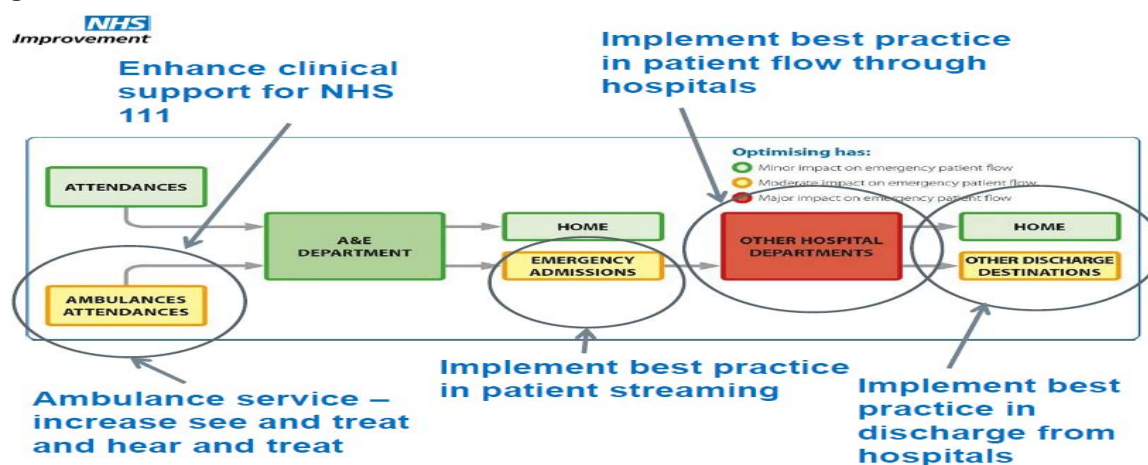 NHS
Improvement
Enhance clinical
support for NHS
111
Implement best practice
in patient flow through
hospitals
Optimising has:
Minor impact on emergency patient flow
Moderate impact on emergency patient flow
Major impact on emergency patient flow
ATTENDANCES
A&E
DEPARTMENT
HOME
EMERGENCY
ADMISSIONS
OTHER HOSPITAL
DEPARTMENTS
HOME
OTHER DISCHARGE
DESTINATIONS
AMBULANCES
ATTENDANCES
Ambulance service –
increase see and treat
and hear and treat
Implement best practice
in patient streaming
Implement best
practice in
discharge from
hospitals